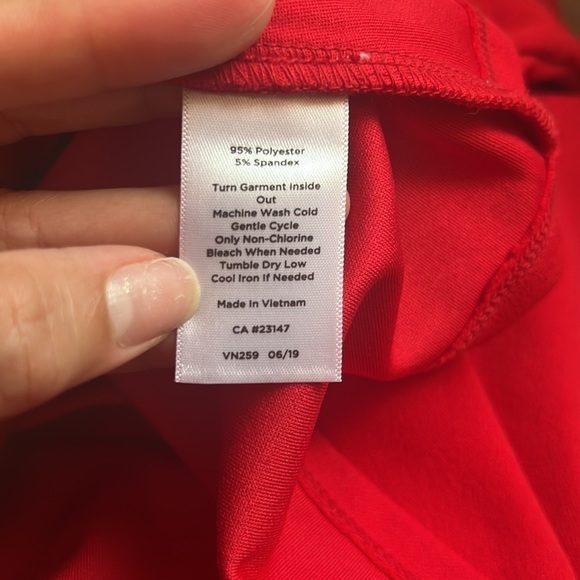 95% Polyester
5% Spandex
Turn Garment Inside
Out
Machine Wash Cold
Gentle Cycle
Only Non-Chlorine
Bleach When Needed
Tumble Dry Low
Cool Iron If Needed
Made In Vietnam
CA #23147
VN259 06/19